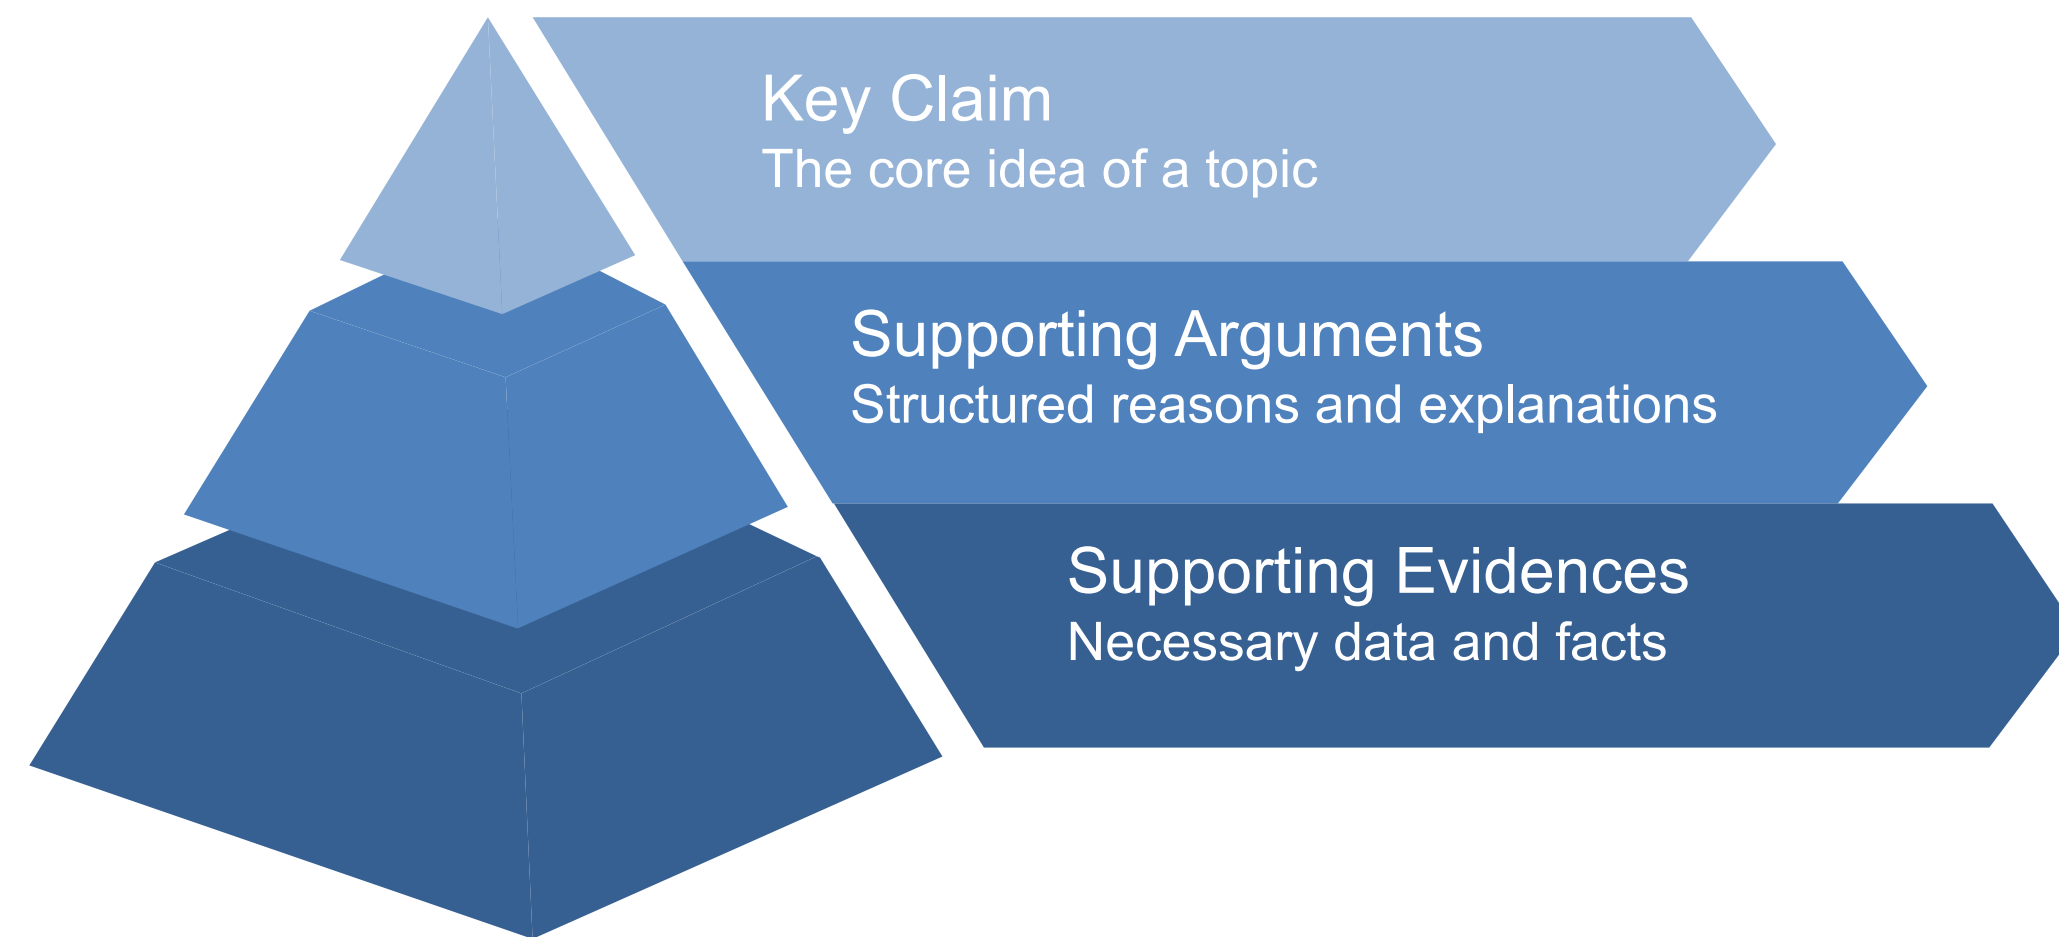 Key Claim
The core idea of a topic
Supporting Arguments
Structured reasons and explanations
Supporting Evidences
Necessary data and facts